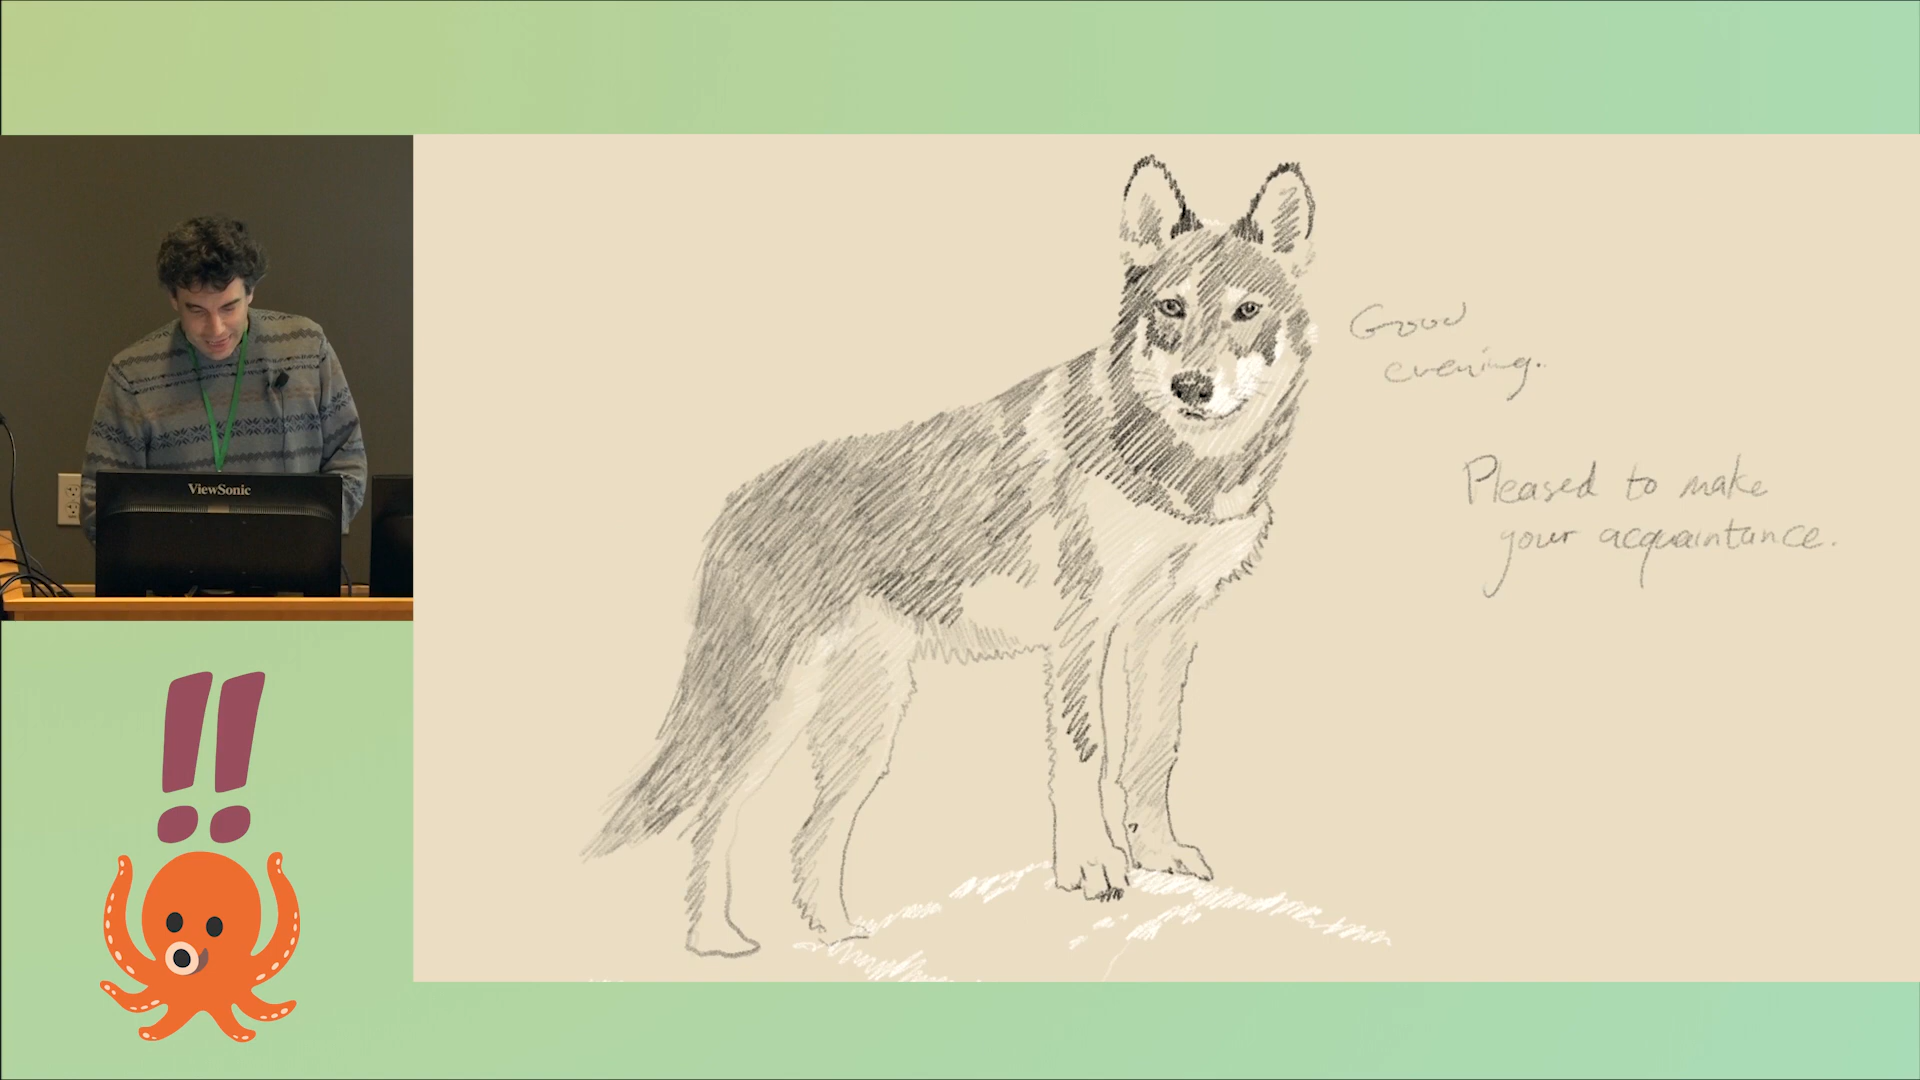 ViewSonic
Good
evening.
Pleased to make
your acquaintance.
!!